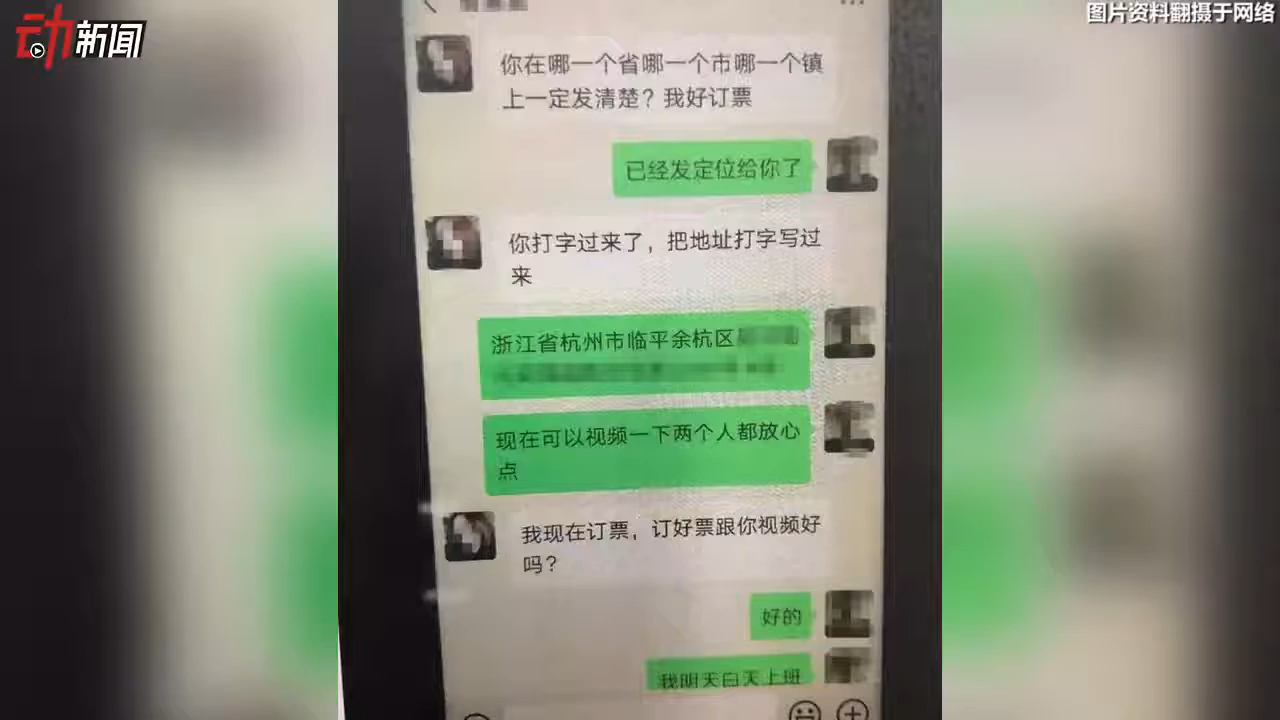 动新闻
图片资料翻摄于网络
你在哪一个省哪一个市哪一个镇
上一定发清楚？我好订票
已经发定位给你了
你打字过来了，把地址打字写过
来
浙江省杭州市临平余杭区
现在可以视频一下两个人都放心
点
我现在订票，订好票跟你视频好
吗？
好的
我明天白天上班